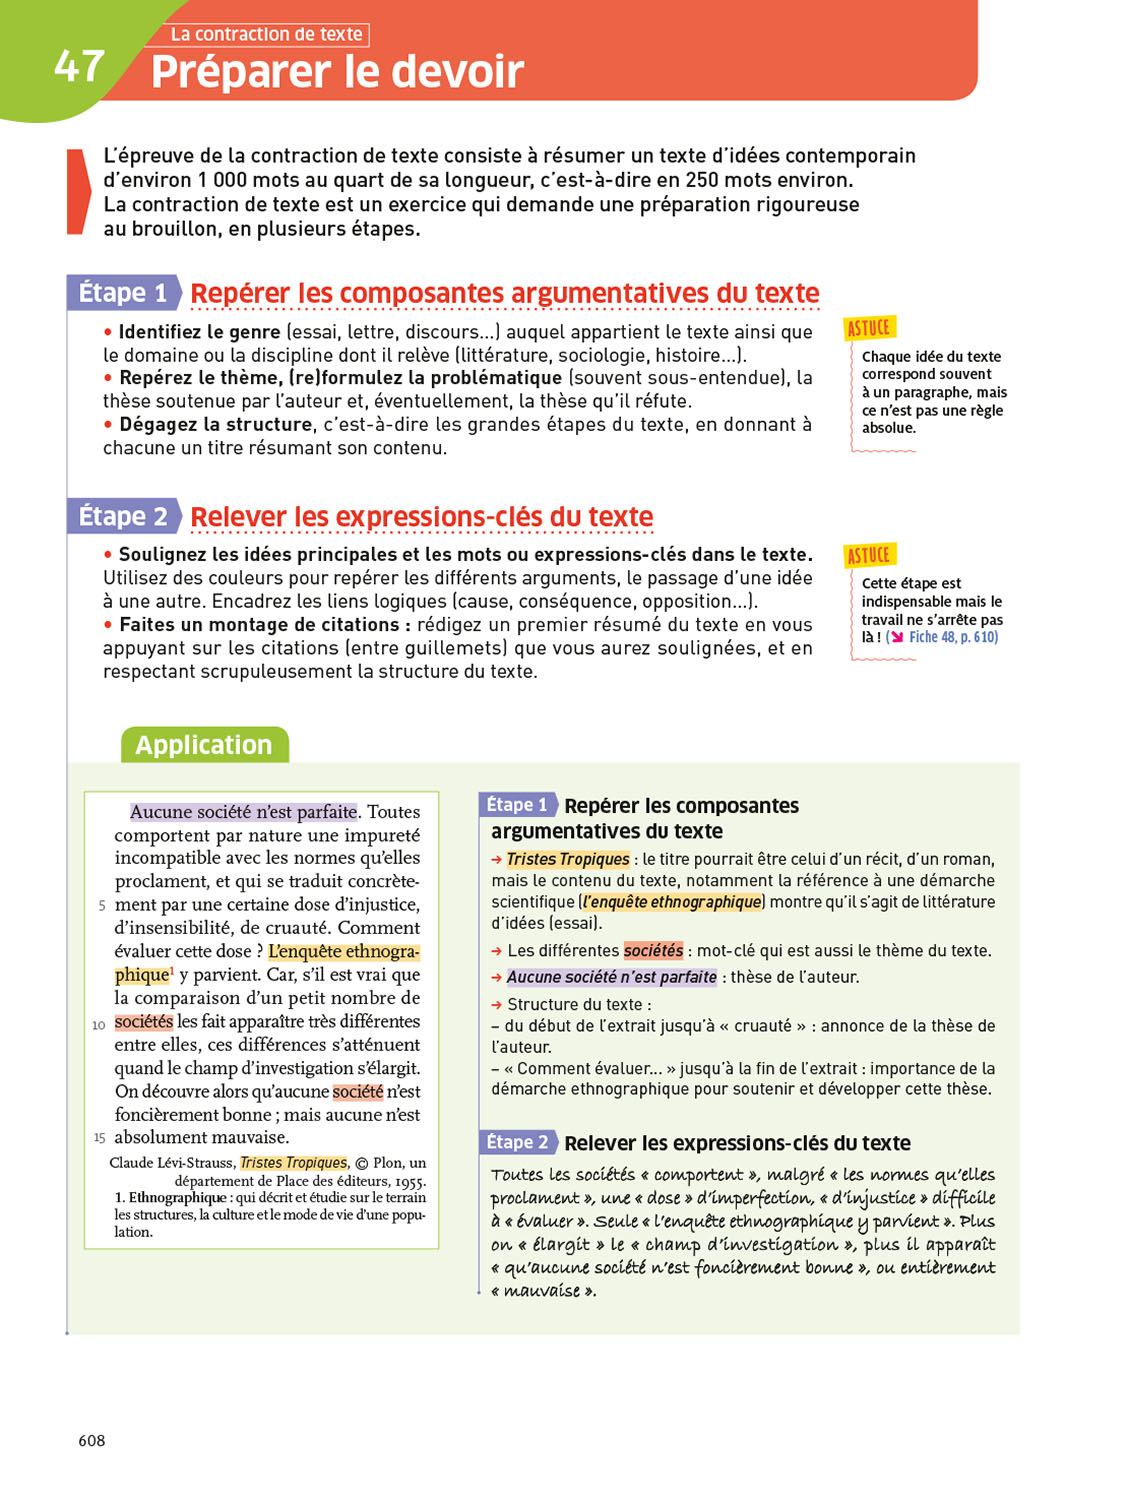 La contraction de texte
47
Préparer le devoir
L'épreuve de la contraction de texte consiste à résumer un texte d'idées contemporain
d'environ 1 000 mots au quart de sa longueur, c'est-à-dire en 250 mots environ.
La contraction de texte est un exercice qui demande une préparation rigoureuse
au brouillon, en plusieurs étapes.
Étape 1 Repérer les composantes argumentatives du texte
• Identifiez le genre (essai, lettre, discours...) auquel appartient le texte ainsi que
le domaine ou la discipline dont il relève (littérature, sociologie, histoire...).
• Repérez le thème, (re)formulez la problématique (souvent sous-entendue), la
thèse soutenue par l'auteur et, éventuellement, la thèse qu'il réfute.
• Dégagez la structure, c'est-à-dire les grandes étapes du texte, en donnant à
chacune un titre résumant son contenu.
ASTUCE
Chaque idée du texte
correspond souvent
à un paragraphe, mais
ce n'est pas une règle
absolue.
Étape 2 Relever les expressions-clés du texte
• Soulignez les idées principales et les mots ou expressions-clés dans le texte.
Utilisez des couleurs pour repérer les différents arguments, le passage d'une idée
à une autre. Encadrez les liens logiques (cause, conséquence, opposition...).
• Faites un montage de citations : rédigez un premier résumé du texte en vous
appuyant sur les citations (entre guillemets) que vous aurez soulignées, et en
respectant scrupuleusement la structure du texte.
ASTUCE
Cette étape est
indispensable mais le
travail ne s'arrête pas
là ! (↘ Fiche 48, p. 610)
Application
Aucune société n'est parfaite. Toutes
comportent par nature une impureté
incompatible avec les normes qu'elles
proclament, et qui se traduit concrète-
5 ment par une certaine dose d'injustice,
d'insensibilité, de cruauté. Comment
évaluer cette dose ? L'enquête ethnogra-
phique1 y parvient. Car, s'il est vrai que
la comparaison d'un petit nombre de
10 sociétés les fait apparaître très différentes
entre elles, ces différences s'atténuent
quand le champ d'investigation s'élargit.
On découvre alors qu'aucune société n'est
foncièrement bonne ; mais aucune n'est
15 absolument mauvaise.
Claude Lévi-Strauss, Tristes Tropiques, © Plon, un
département de Place des éditeurs, 1955.
1. Ethnographique : qui décrit et étudie sur le terrain
les structures, la culture et le mode de vie d'une popu-
lation.
Étape 1 Repérer les composantes
argumentatives du texte
→ Tristes Tropiques : le titre pourrait être celui d'un récit, d'un roman,
mais le contenu du texte, notamment la référence à une démarche
scientifique (l'enquête ethnographique) montre qu'il s'agit de littérature
d'idées (essai).
→ Les différentes sociétés : mot-clé qui est aussi le thème du texte.
→ Aucune société n'est parfaite : thèse de l'auteur.
→ Structure du texte :
– du début de l'extrait jusqu'à « cruauté » : annonce de la thèse de
l'auteur.
– « Comment évaluer... » jusqu'à la fin de l'extrait : importance de la
démarche ethnographique pour soutenir et développer cette thèse.
Étape 2 Relever les expressions-clés du texte
Toutes les sociétés « comportent », malgré « les normes qu'elles
proclament », une « dose » d'imperfection, « d'injustice » difficile
à « évaluer ». Seule « l'enquête ethnographique y parvient ». Plus
on « élargit » le « champ d'investigation », plus il apparaît
« qu'aucune société n'est foncièrement bonne », ou entièrement
« mauvaise ».
608